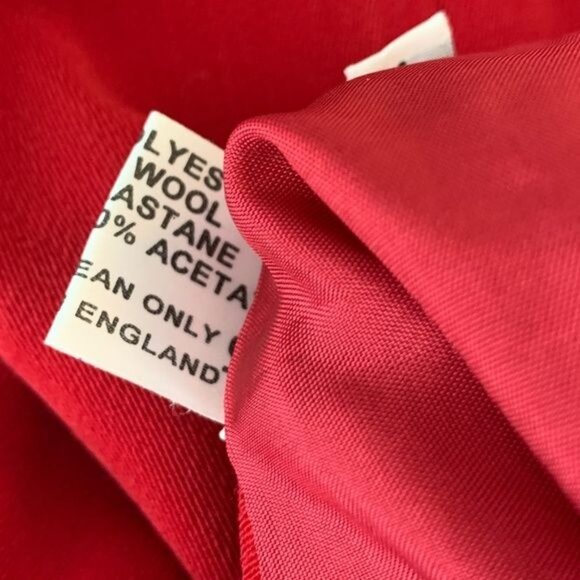 LYES
WOOL
ASTANE
0% ACETA
EAN ONLY
ENGLAND